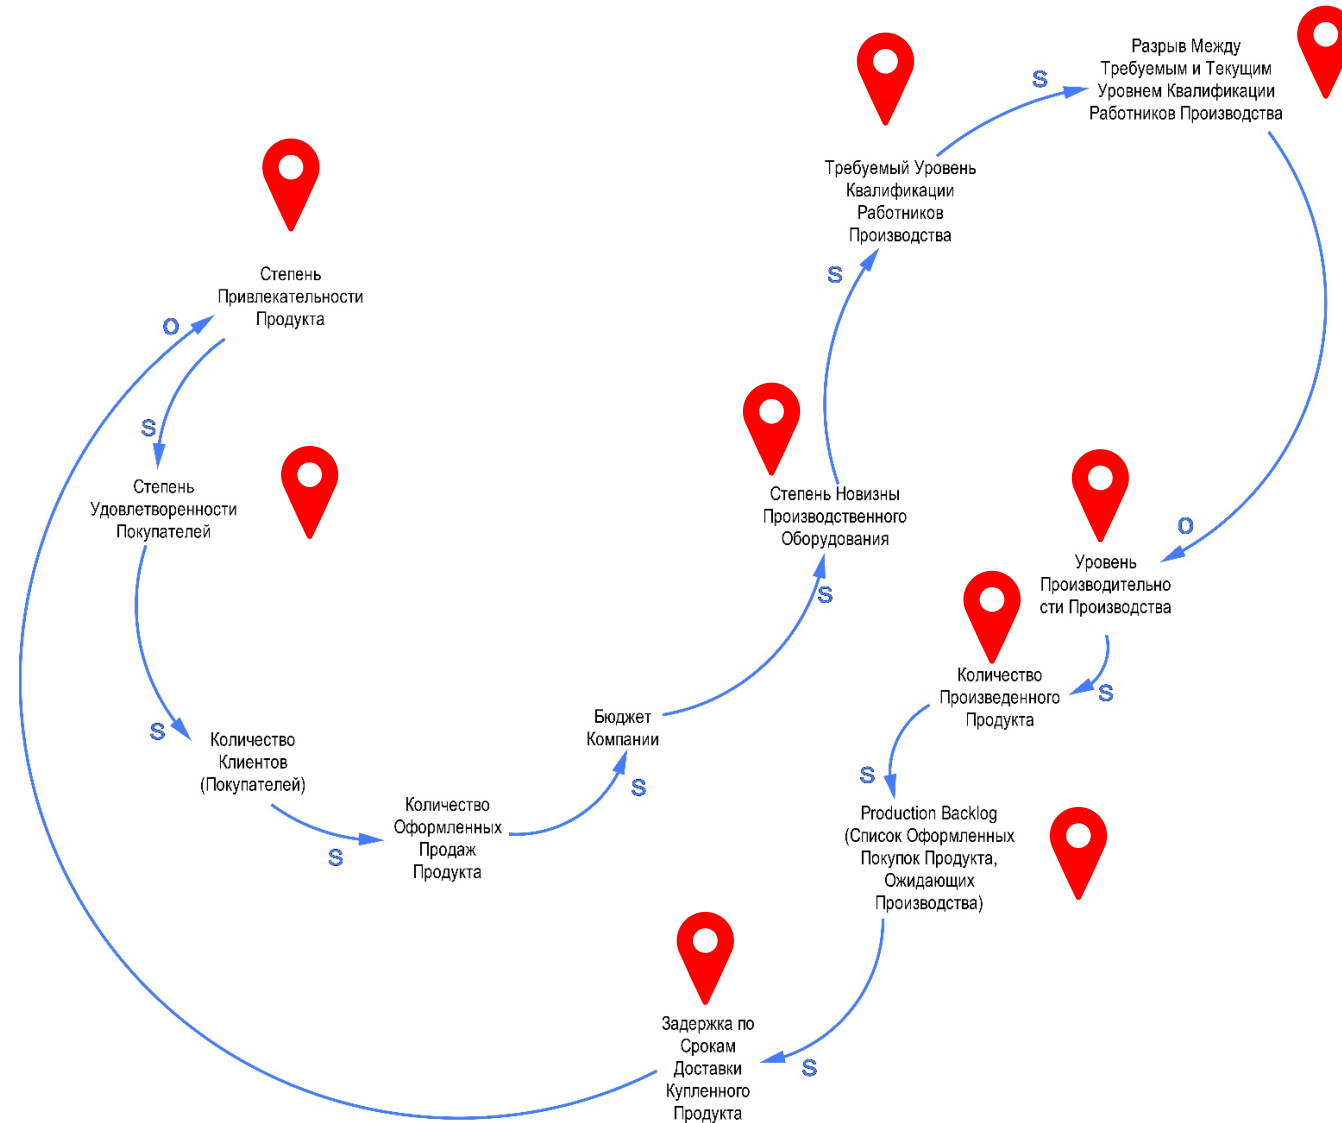 Разрыв Между
Требуемым и Текущим
Уровнем Квалификации
Работников Производства
S
Требуемый Уровень
Квалификации
Работников
Производства
S
Степень
Привлекательности
Продукта
O
S
Степень
Удовлетворенности
Покупателей
Степень Новизны
Производственного
Оборудования
S
O
Уровень
Производительно
сти Производства
S
Количество
Произведенного
Продукта
S
Количество
Клиентов
(Покупателей)
S
Бюджет
Компании
S
Количество
Оформленных
Продаж
Продукта
S
S
Production Backlog
(Список Оформленных
Покупок Продукта,
Ожидающих
Производства)
S
Задержка по
Срокам
Доставки
Купленного
Продукта